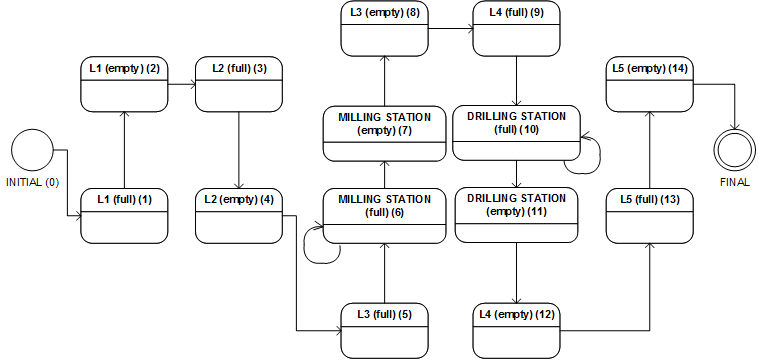 INITIAL (0)
L1 (full) (1)
L1 (empty) (2)
L2 (full) (3)
L2 (empty) (4)
L3 (full) (5)
MILLING STATION
(full) (6)
MILLING STATION
(empty) (7)
L3 (empty) (8)
L4 (full) (9)
DRILLING STATION
(full) (10)
DRILLING STATION
(empty) (11)
L4 (empty) (12)
L5 (full) (13)
L5 (empty) (14)
FINAL